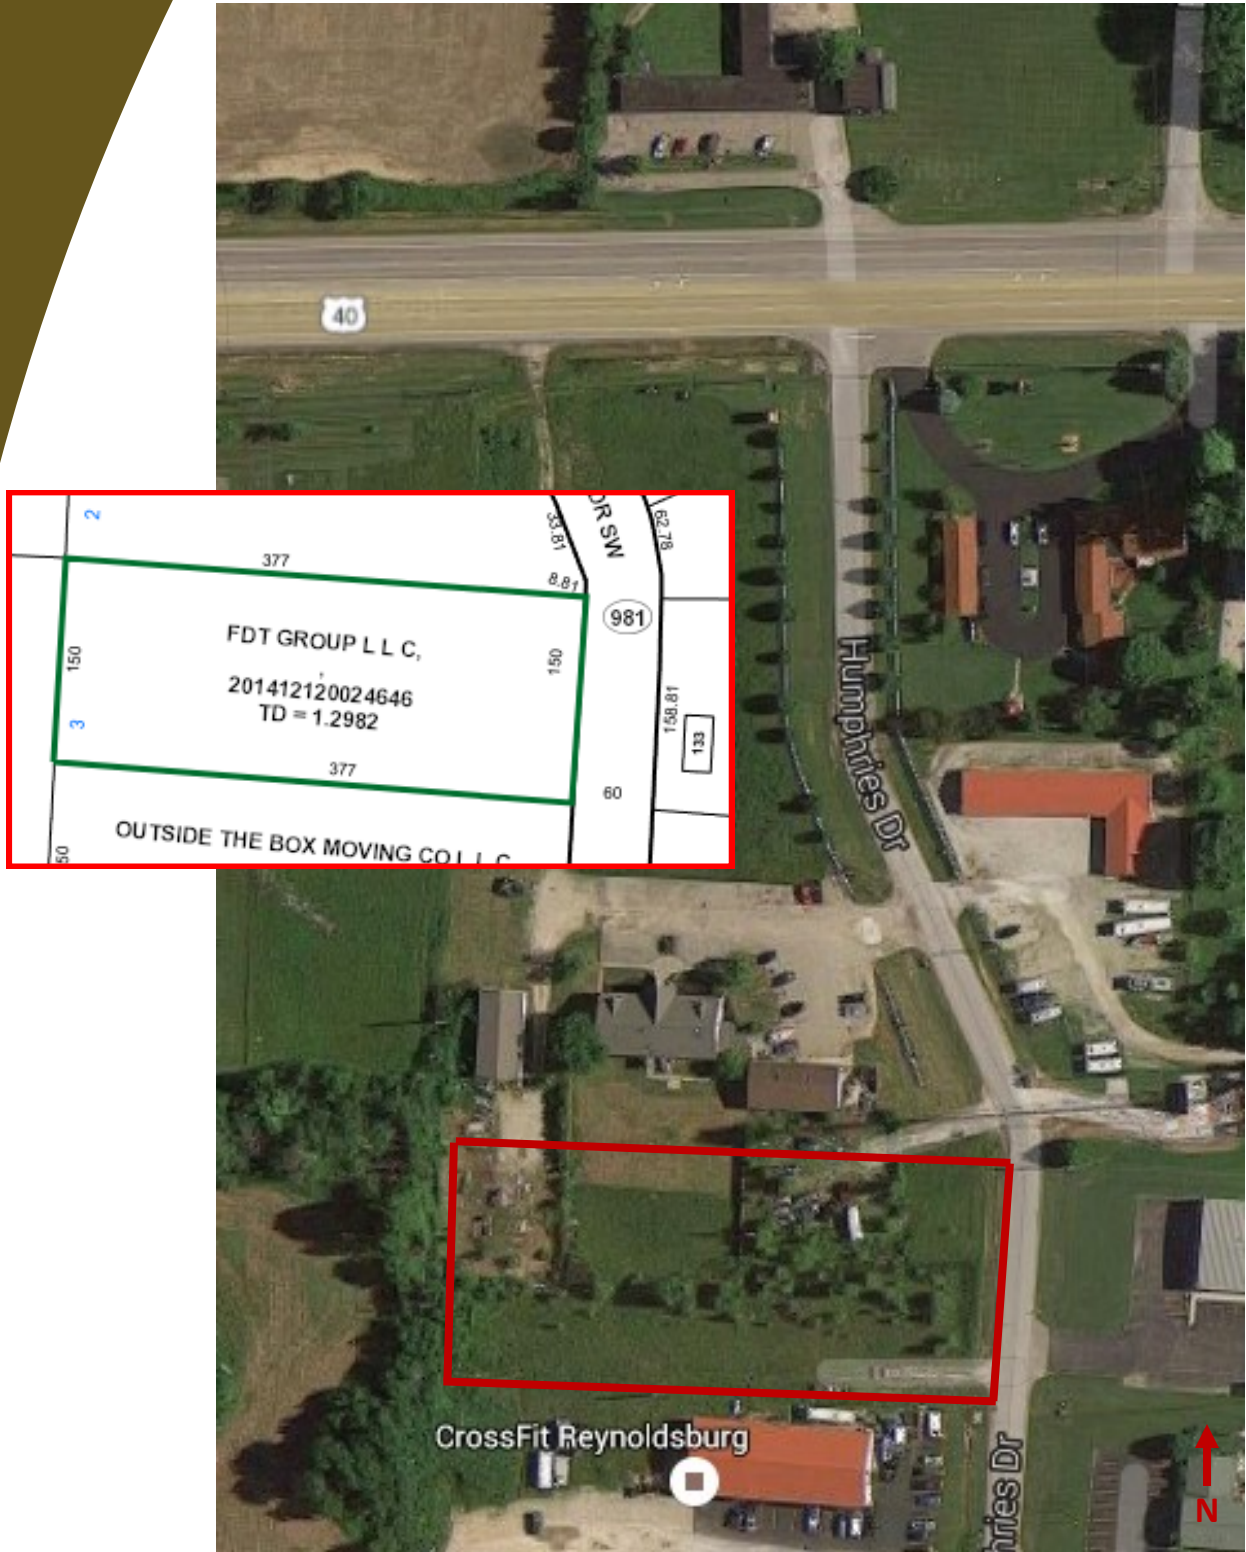 40
2
377
33.81
DR SW
62.78
8.81
981
FDT GROUP L L C,
,
150
150
201412120024646
TD = 1.2982
3
158.81
133
377
60
OUTSIDE THE BOX MOVING CO L L C
50
Humphries Dr
CrossFit Reynoldsburg
hries Dr
N